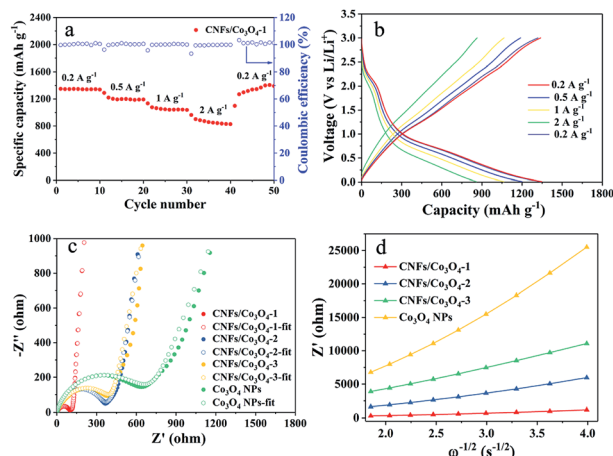 a
CNFs/Co₃O₄-1
Specific capacity (mAh g⁻¹)
2400
2000
1600
1200
800
400
0
0.2 A g⁻¹
0.5 A g⁻¹
1 A g⁻¹
2 A g⁻¹
0.2 A g⁻¹
120
100
80
60
40
20
0
Coulombic efficiency (%)
0 10 20 30 40 50
Cycle number
b
Voltage (V vs Li/Li⁺)
3.5
3.0
2.5
2.0
1.5
1.0
0.5
0.0
0.2 A g⁻¹
0.5 A g⁻¹
1 A g⁻¹
2 A g⁻¹
0.2 A g⁻¹
0 300 600 900 1200 1500 1800
Capacity (mAh g⁻¹)
c
-Z'' (ohm)
1000
800
600
400
200
0
CNFs/Co₃O₄-1
CNFs/Co₃O₄-1-fit
CNFs/Co₃O₄-2
CNFs/Co₃O₄-2-fit
CNFs/Co₃O₄-3
CNFs/Co₃O₄-3-fit
Co₃O₄ NPs
Co₃O₄ NPs-fit
0 200 400 600 800 1000 1200 1400 1600 1800
Z' (ohm)
d
Z' (ohm)
25000
20000
15000
10000
5000
0
CNFs/Co₃O₄-1
CNFs/Co₃O₄-2
CNFs/Co₃O₄-3
Co₃O₄ NPs
2.0 2.5 3.0 3.5 4.0
φ⁻¹/² (s⁻¹/²)